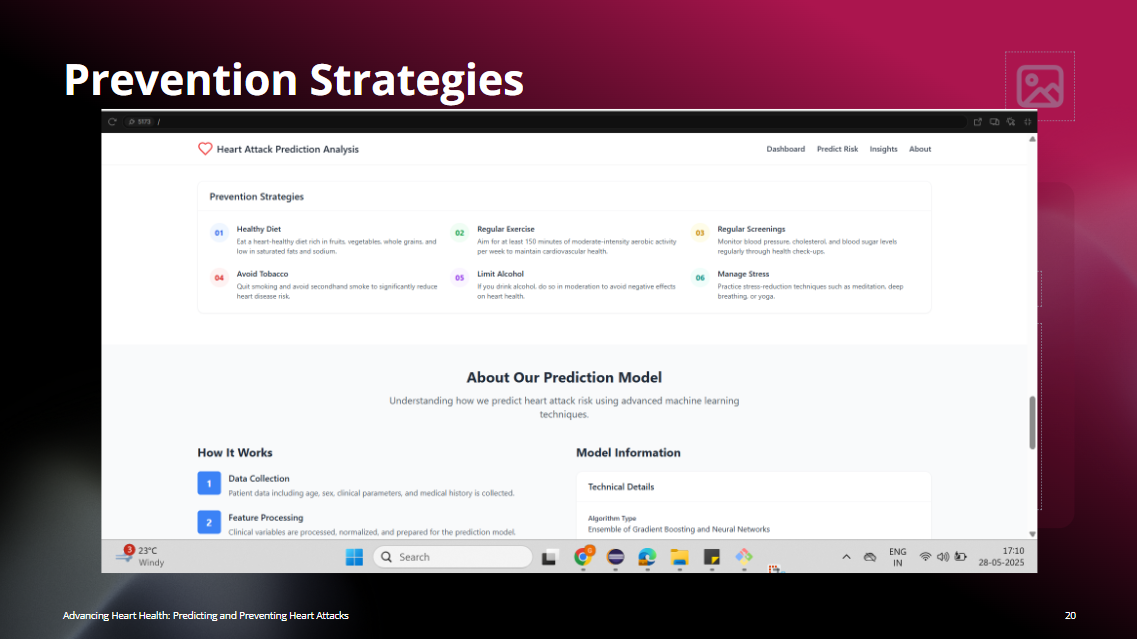 Prevention Strategies
5173 /
Heart Attack Prediction Analysis
Dashboard Predict Risk Insights About
Prevention Strategies
01 Healthy Diet
Eat a heart-healthy diet rich in fruits, vegetables, whole grains, and
low in saturated fats and sodium.
02 Regular Exercise
Aim for at least 150 minutes of moderate-intensity aerobic activity
per week to maintain cardiovascular health.
03 Regular Screenings
Monitor blood pressure, cholesterol, and blood sugar levels
regularly through health check-ups.
04 Avoid Tobacco
Quit smoking and avoid secondhand smoke to significantly reduce
heart disease risk.
05 Limit Alcohol
If you drink alcohol, do so in moderation to avoid negative effects
on heart health.
06 Manage Stress
Practice stress-reduction techniques such as meditation, deep
breathing, or yoga.
About Our Prediction Model
Understanding how we predict heart attack risk using advanced machine learning
techniques.
How It Works
1 Data Collection
Patient data including age, sex, clinical parameters, and medical history is collected.
2 Feature Processing
Clinical variables are processed, normalized, and prepared for the prediction model.
Model Information
Technical Details
Algorithm Type
Ensemble of Gradient Boosting and Neural Networks
3
23°C
Windy
Search
6
ENG
IN
17:10
28-05-2025
Advancing Heart Health: Predicting and Preventing Heart Attacks
20